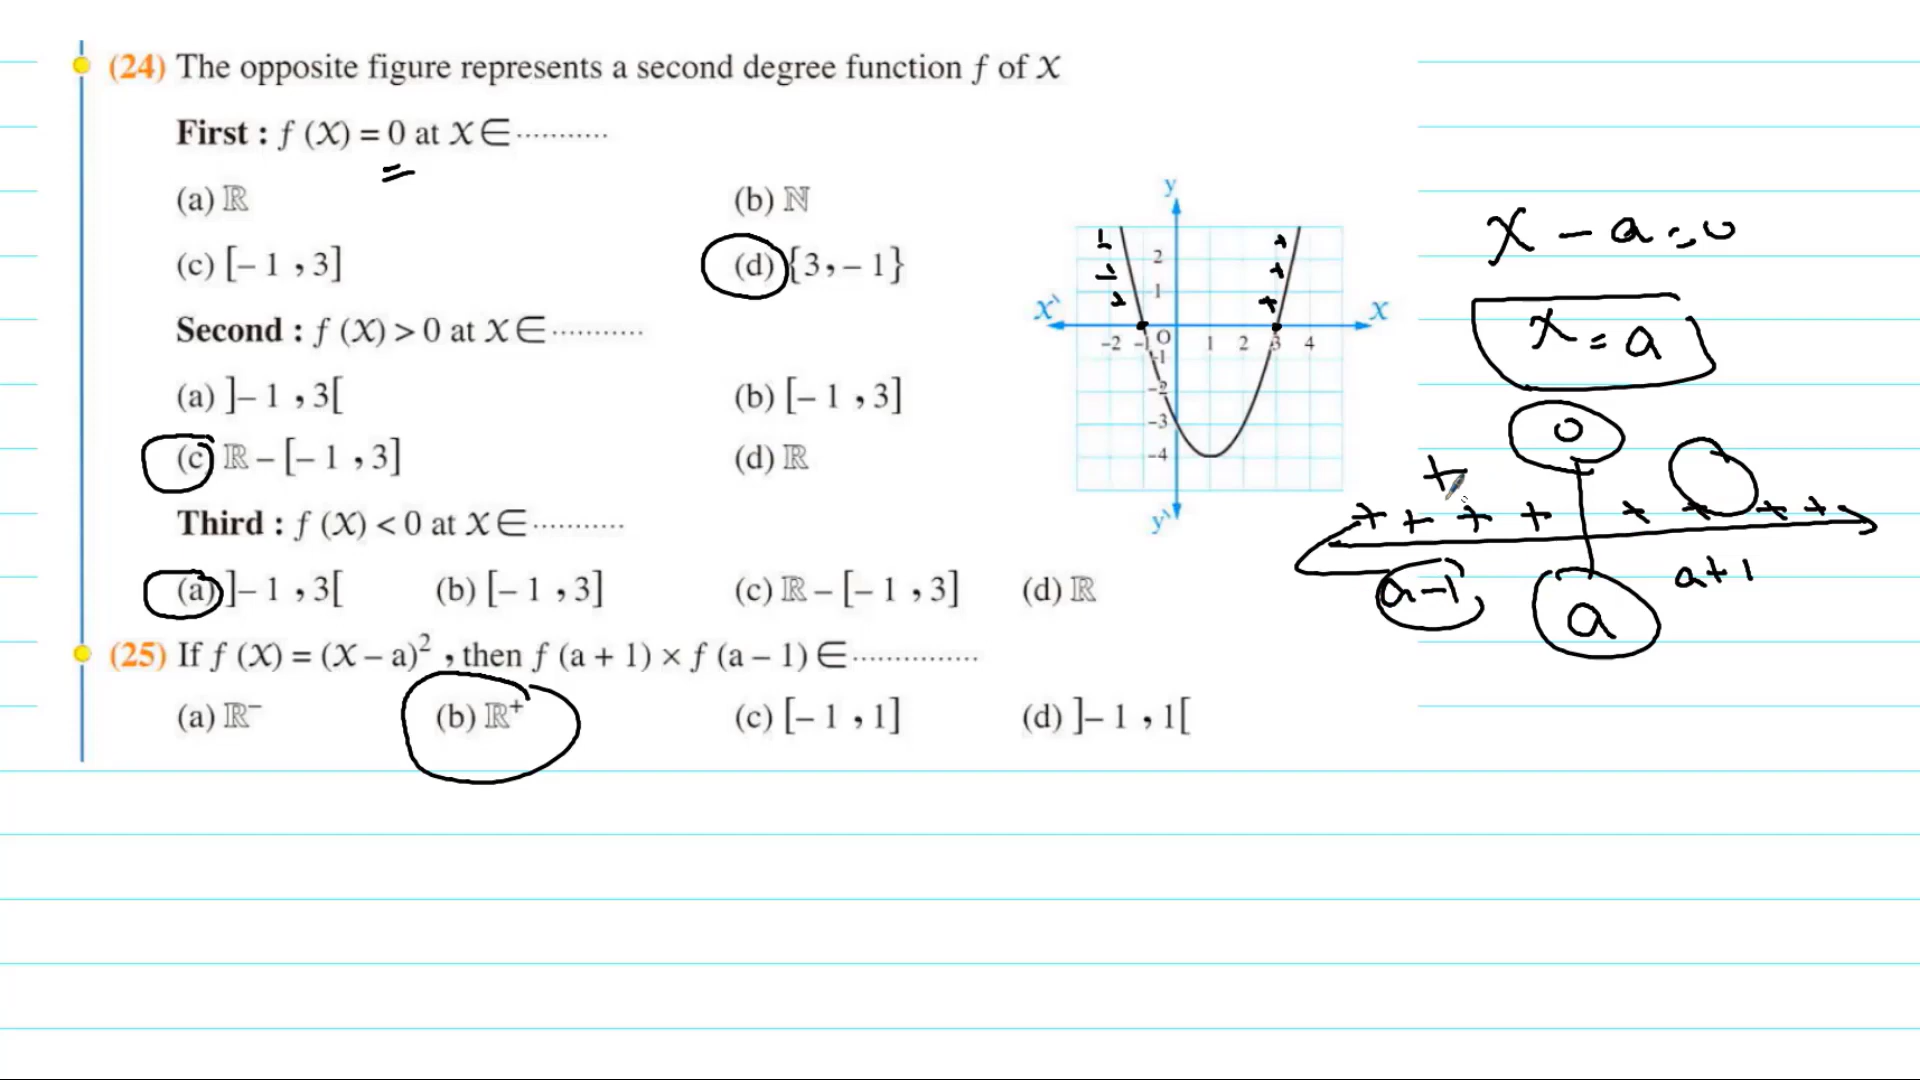 (24) The opposite figure represents a second degree function f of X
First : f (X) = 0 at X ∈ ...........
(a) ℝ (b) ℕ
(c) [– 1 , 3] (d) {3 , – 1}
Second : f (X) > 0 at X ∈ ...........
(a) ]– 1 , 3[ (b) [– 1 , 3]
(c) ℝ – [– 1 , 3] (d) ℝ
Third : f (X) < 0 at X ∈ ...........
(a) ]– 1 , 3[ (b) [– 1 , 3] (c) ℝ – [– 1 , 3] (d) ℝ
(25) If f (X) = (X – a)² , then f (a + 1) × f (a – 1) ∈ ...............
(a) ℝ⁻ (b) ℝ⁺ (c) [– 1 , 1] (d) ]– 1 , 1[
y
2
1
X` X
–2 –1 O 1 2 3 4
–1
–2
–3
–4
y`
x – a = 0
x = a
0
+
+ + + + + + + +
a–1 a a+1